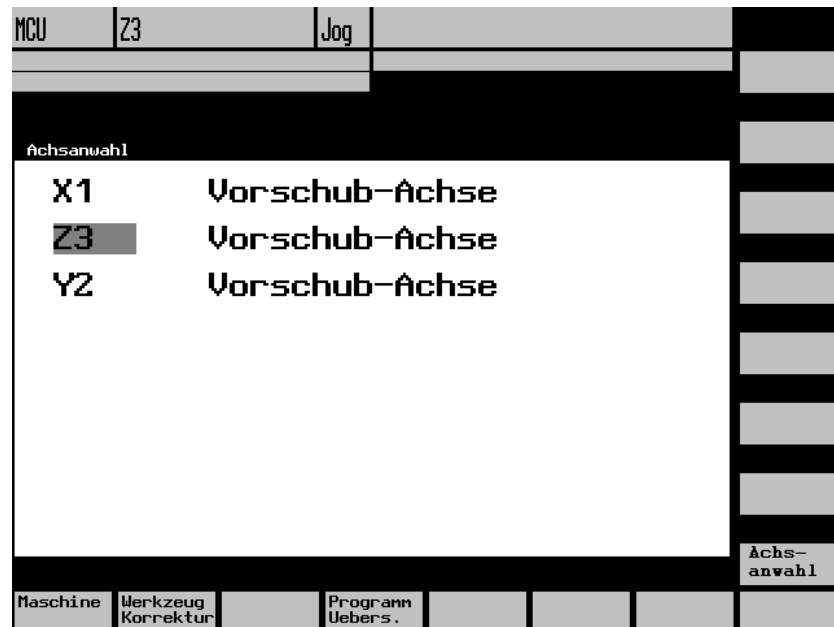 MCU Z3 Jog
Achsanwahl
X1 Vorschub-Achse
Z3 Vorschub-Achse
Y2 Vorschub-Achse
Achs-
anwahl
Maschine Werkzeug Programm
Korrektur Uebers.